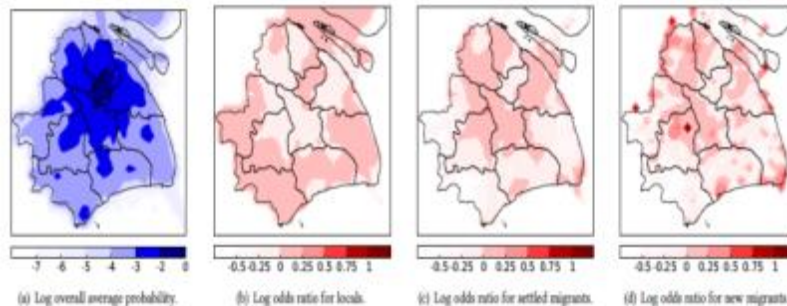 -7 -6 -5 -4 -3 -2 0
-0.5 -0.25 0 0.25 0.5 0.75 1
-0.5 -0.25 0 0.25 0.5 0.75 1
-0.5 -0.25 0 0.25 0.5 0.75 1
(a) Log overall average probability.
(b) Log odds ratio for locals.
(c) Log odds ratio for settled migrants.
(d) Log odds ratio for new migrants.